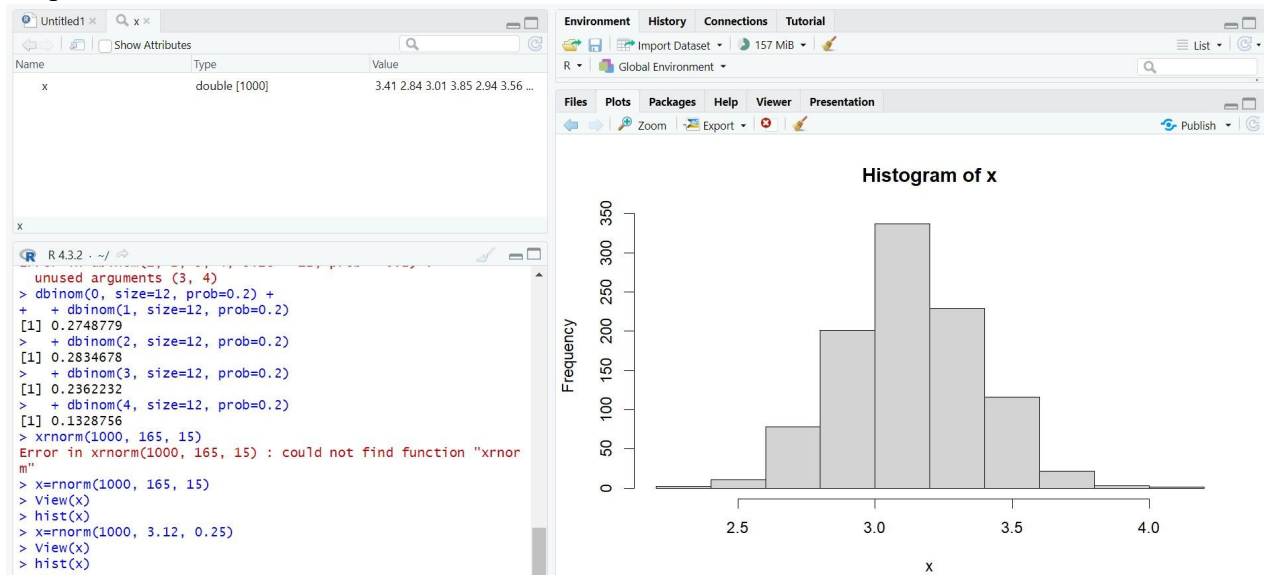 Untitled1
x
Show Attributes
Name Type Value
x double [1000] 3.41 2.84 3.01 3.85 2.94 3.56 ...
x
R 4.3.2 · ~/
unused arguments (3, 4)
> dbinom(0, size=12, prob=0.2) +
+   + dbinom(1, size=12, prob=0.2)
[1] 0.2748779
>   + dbinom(2, size=12, prob=0.2)
[1] 0.2834678
>   + dbinom(3, size=12, prob=0.2)
[1] 0.2362232
>   + dbinom(4, size=12, prob=0.2)
[1] 0.1328756
> xrnorm(1000, 165, 15)
Error in xrnorm(1000, 165, 15) : could not find function "xrnor
m"
> x=rnorm(1000, 165, 15)
> View(x)
> hist(x)
> x=rnorm(1000, 3.12, 0.25)
> View(x)
> hist(x)
Environment History Connections Tutorial
Import Dataset 157 MiB List
R Global Environment
Files Plots Packages Help Viewer Presentation
Zoom Export Publish
Histogram of x
Frequency
350
300
250
200
150
100
50
0
2.5 3.0 3.5 4.0
x